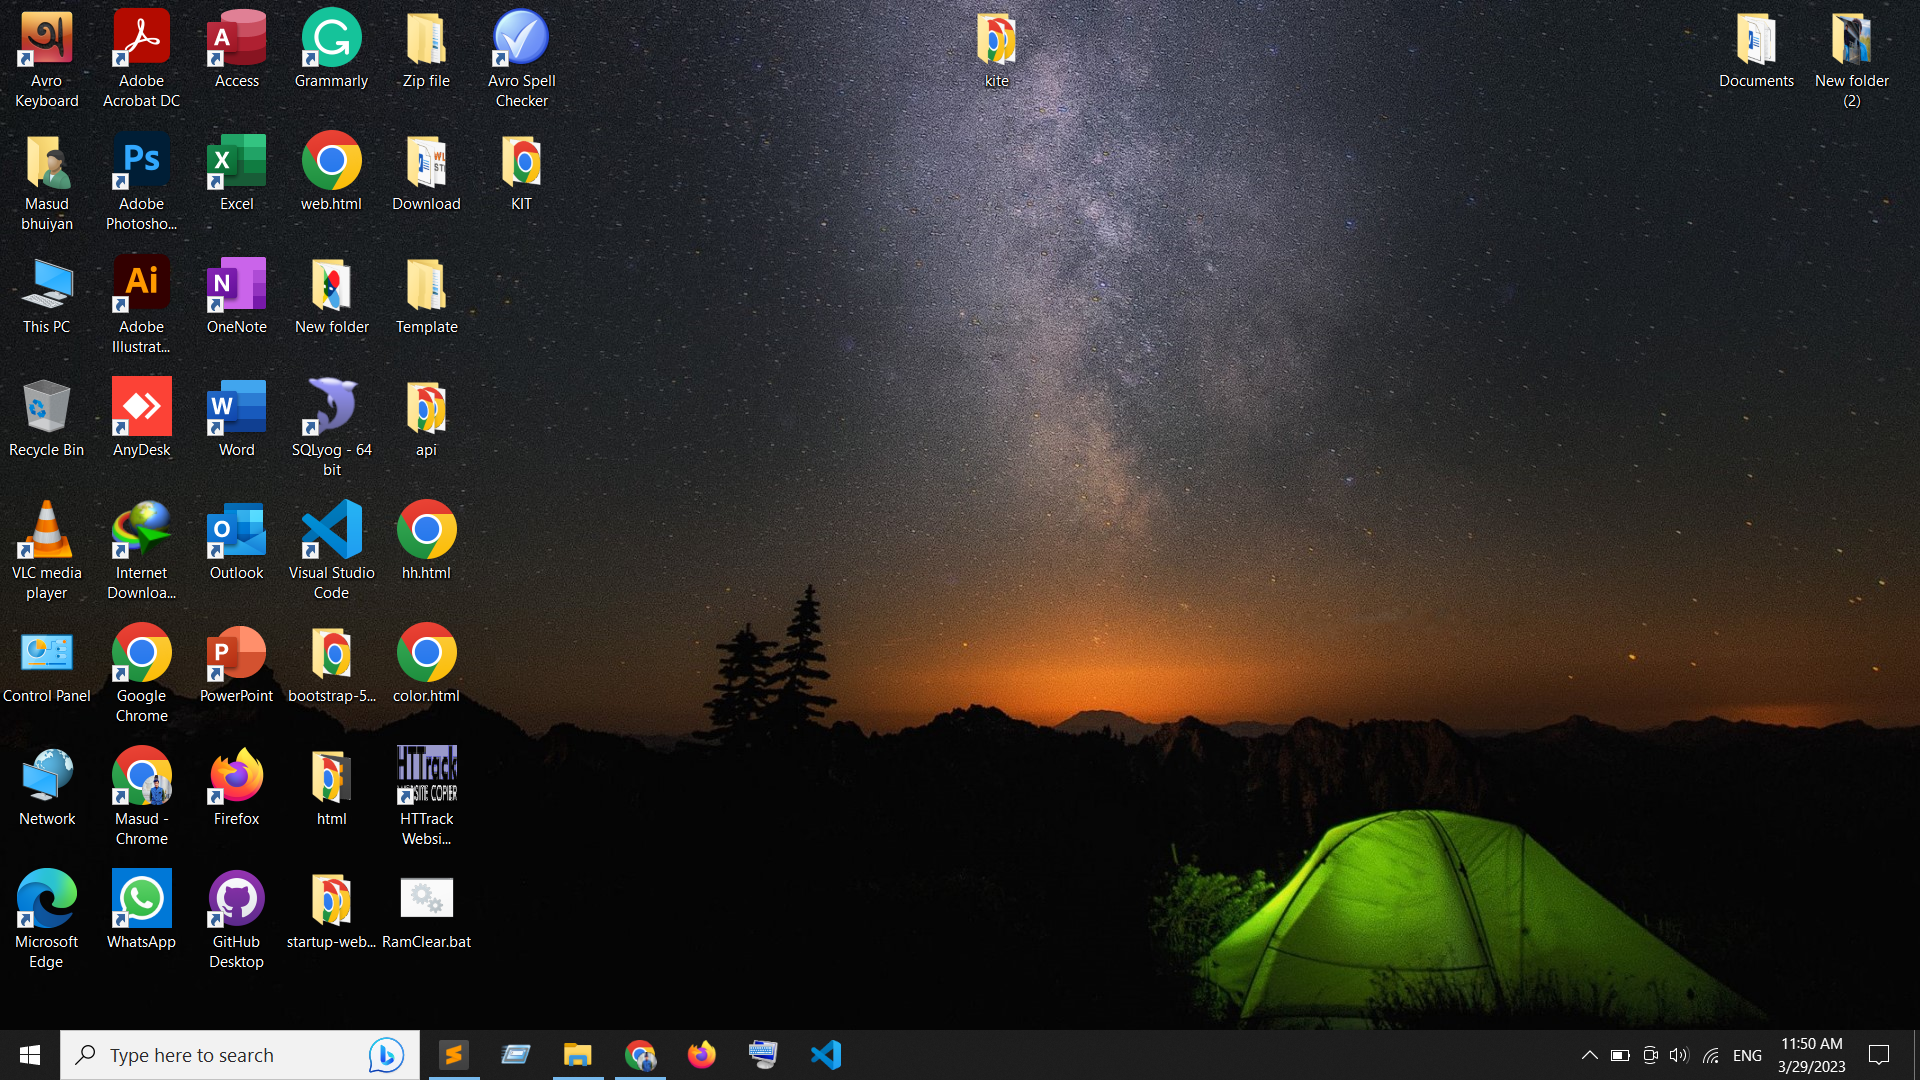 Avro
Keyboard
Adobe
Acrobat DC
Access
Grammarly
Zip file
Avro Spell
Checker
kite
Documents
New folder
(2)
Masud
bhuiyan
Ps
Adobe
Photosho...
Excel
web.html
Download
KIT
This PC
Ai
Adobe
Illustrat...
OneNote
New folder
Template
Recycle Bin
AnyDesk
Word
SQLyog - 64
bit
api
VLC media
player
Internet
Downloa...
Outlook
Visual Studio
Code
hh.html
Control Panel
Google
Chrome
PowerPoint
bootstrap-5...
color.html
Network
Masud -
Chrome
Firefox
html
HTTrack
Websi...
Microsoft
Edge
WhatsApp
GitHub
Desktop
startup-web...
RamClear.bat
Type here to search
ENG
11:50 AM
3/29/2023